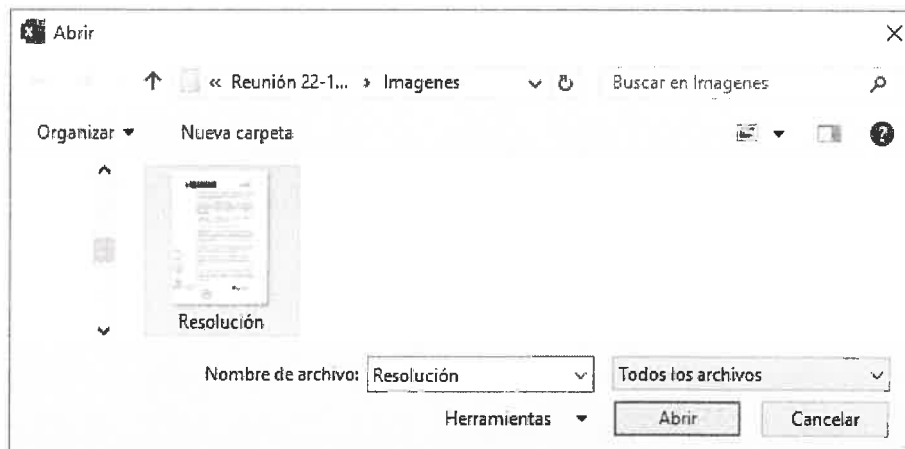 Abrir
« Reunión 22-1... › Imagenes
Buscar en Imagenes
Organizar
Nueva carpeta
Resolución
Nombre de archivo: Resolución
Todos los archivos
Herramientas
Abrir
Cancelar